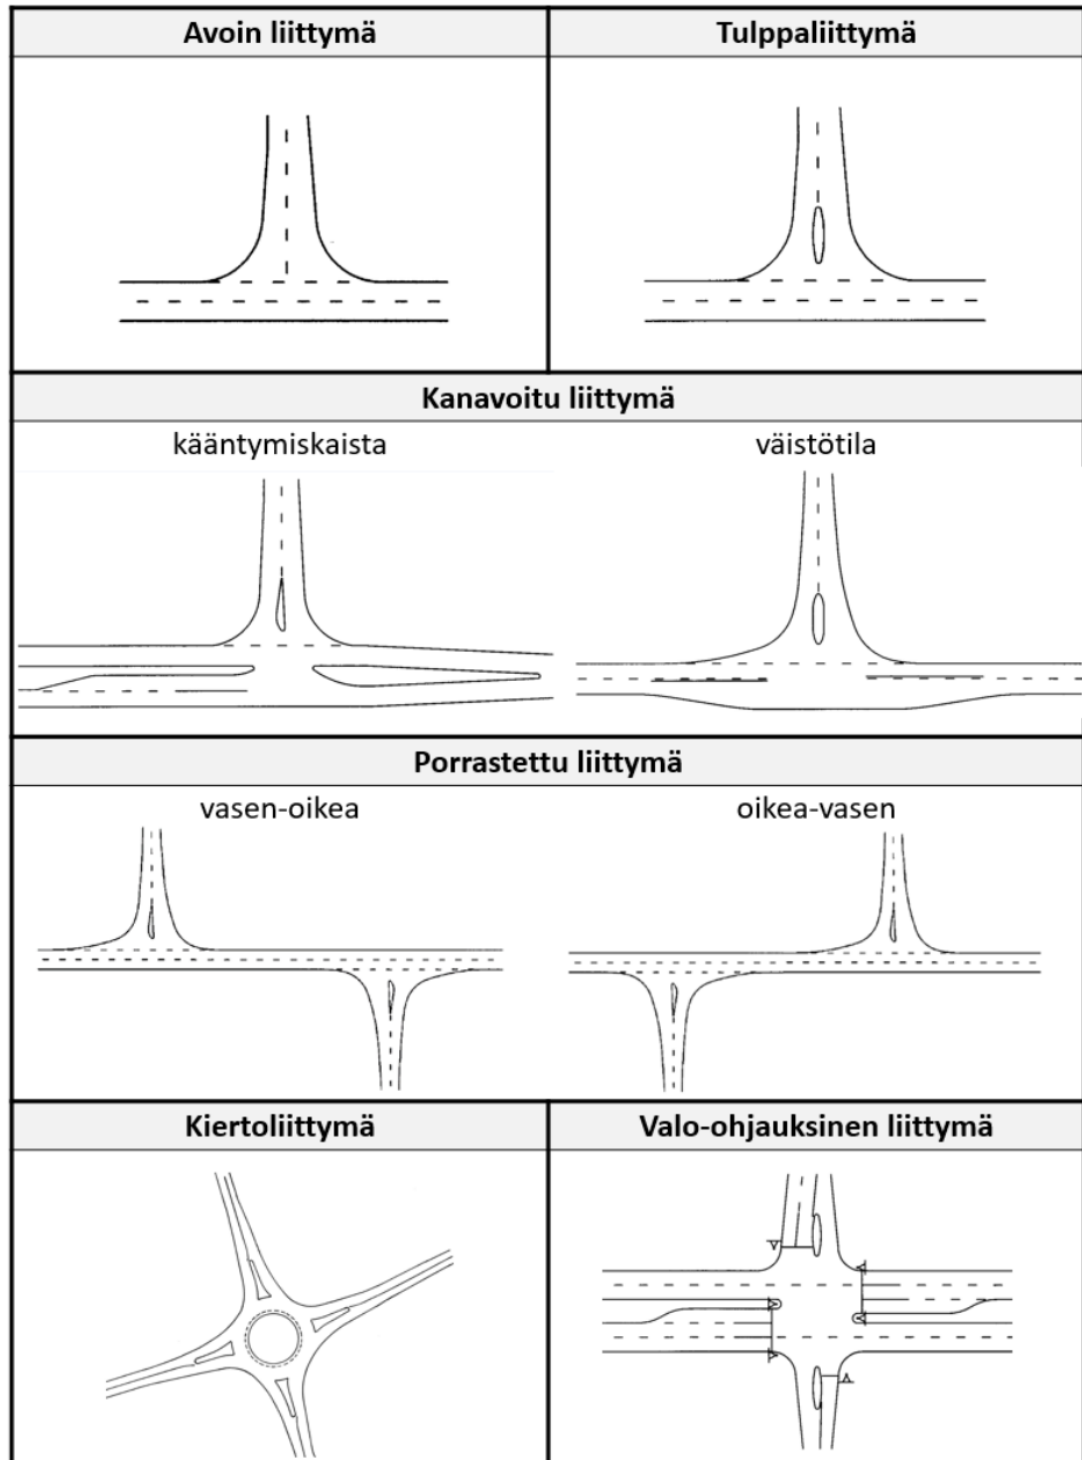 Avoin liittymä
Tulppaliittymä
Kanavoitu liittymä
kääntymiskaista
väistötila
Porrastettu liittymä
vasen-oikea
oikea-vasen
Kiertoliittymä
Valo-ohjauksinen liittymä